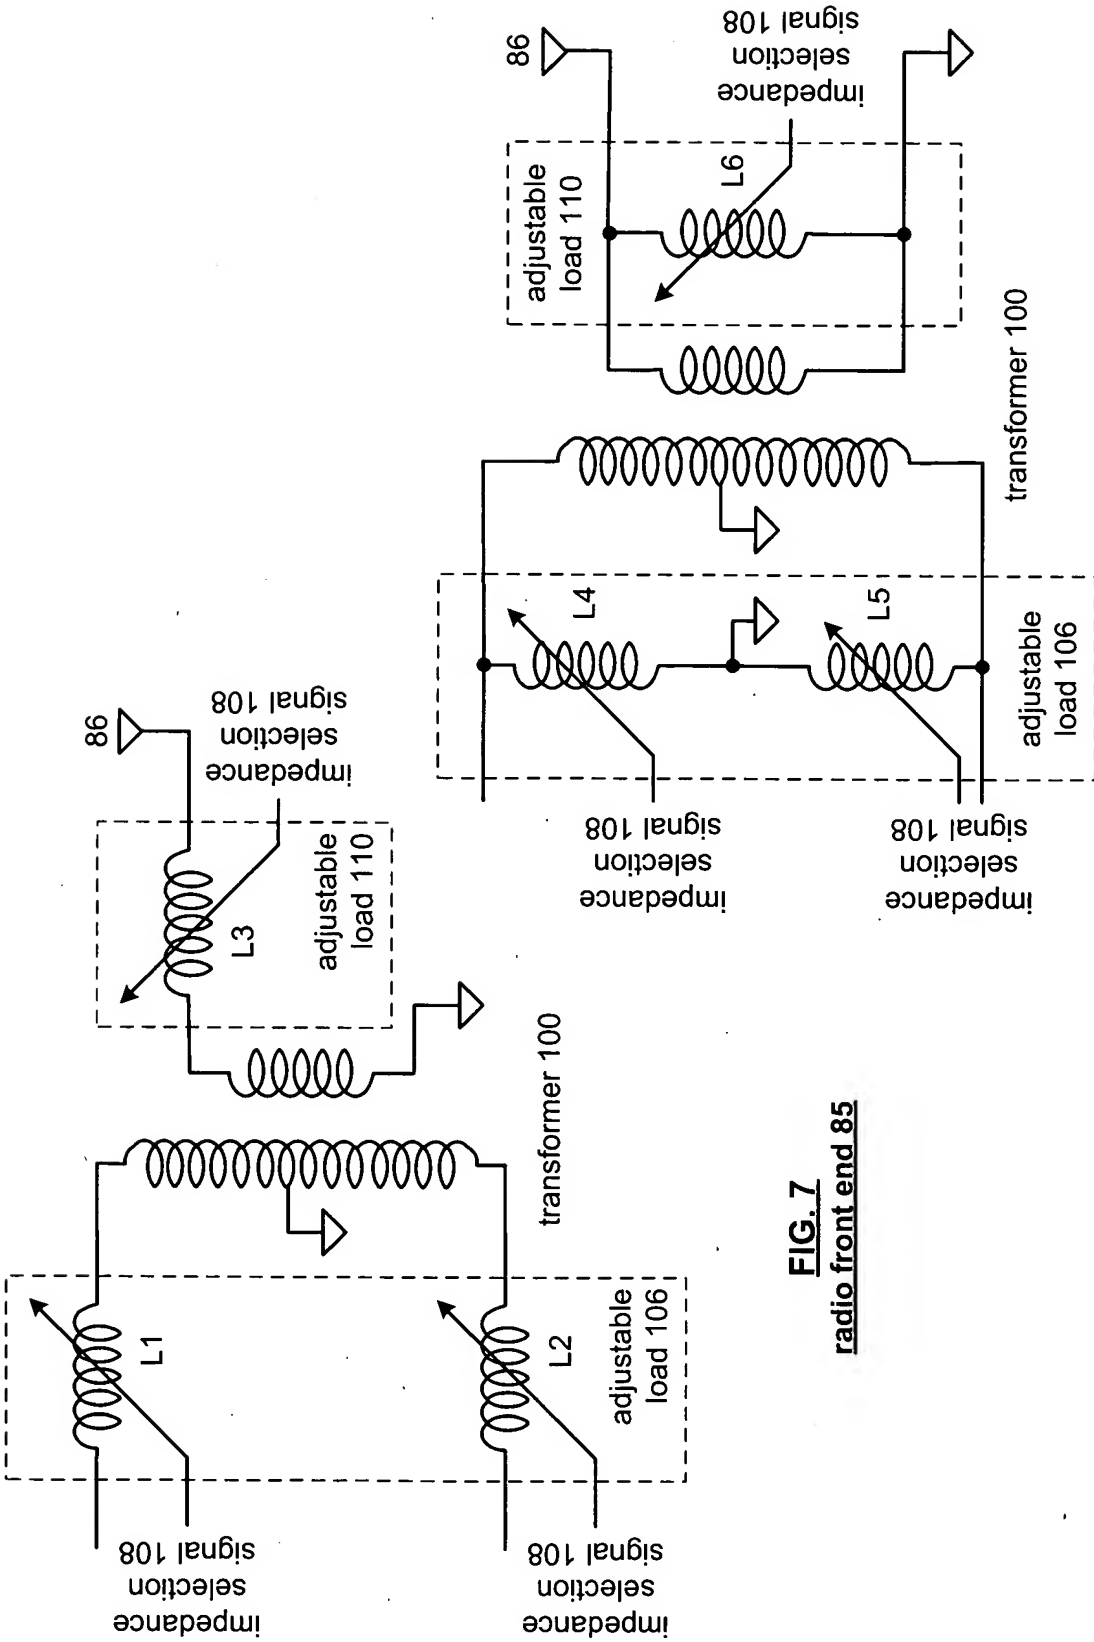 impedance
selection
signal 108
L1
impedance
selection
signal 108
L2
adjustable
load 106
transformer 100
L3
adjustable
load 110
impedance
selection
signal 108
86
impedance
selection
signal 108
L4
impedance
selection
signal 108
L5
adjustable
load 106
transformer 100
adjustable
load 110
L6
impedance
selection
signal 108
86
FIG. 7
radio front end 85